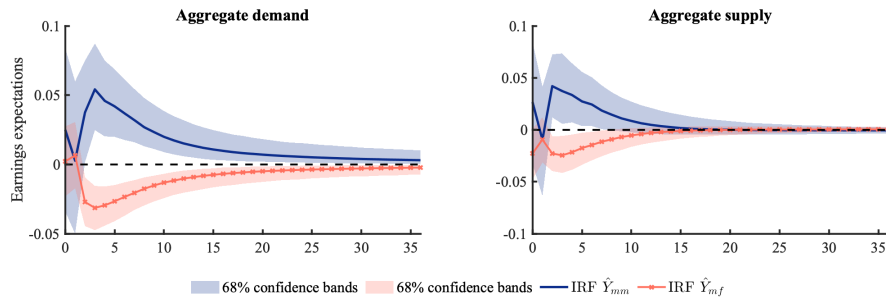 Aggregate demand
Earnings expectations
0.1
0.05
0
-0.05
0 5 10 15 20 25 30 35
Aggregate supply
0.1
0.05
0
-0.05
-0.1
0 5 10 15 20 25 30 35
68% confidence bands 68% confidence bands IRF Ŷmm IRF Ŷmf